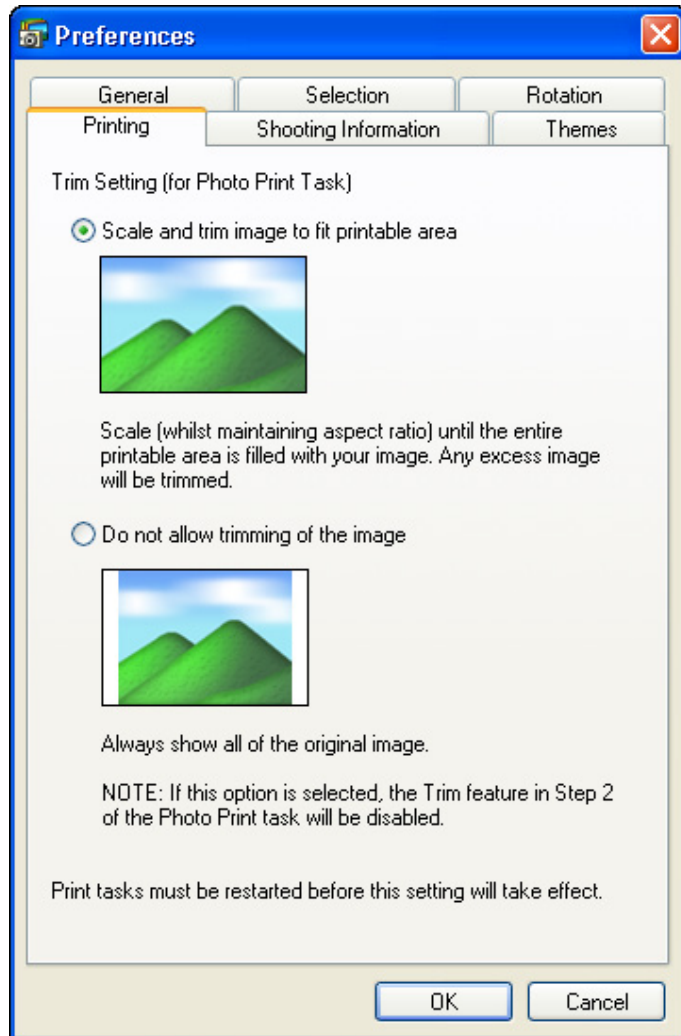 Preferences
General Selection Rotation
Printing Shooting Information Themes
Trim Setting (for Photo Print Task)
Scale and trim image to fit printable area
Scale (whilst maintaining aspect ratio) until the entire
printable area is filled with your image. Any excess image
will be trimmed.
Do not allow trimming of the image
Always show all of the original image.
NOTE: If this option is selected, the Trim feature in Step 2
of the Photo Print task will be disabled.
Print tasks must be restarted before this setting will take effect.
OK Cancel